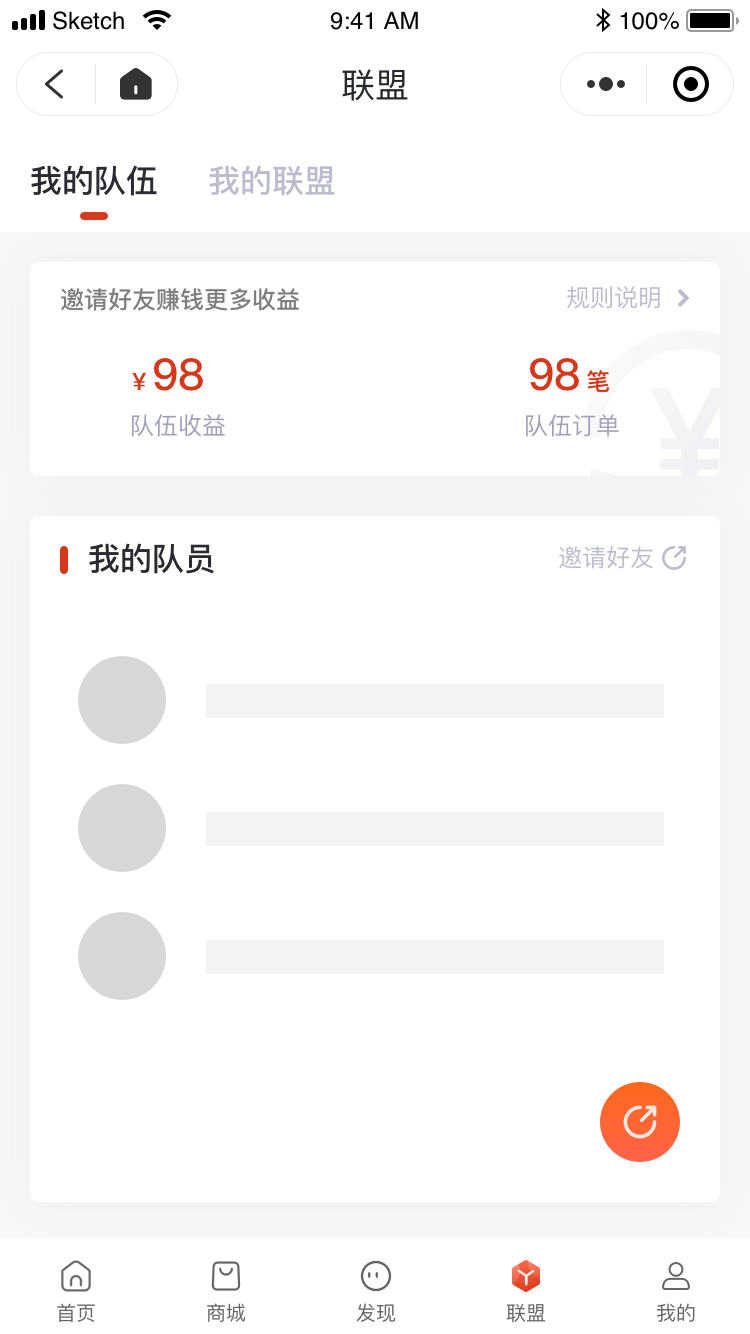 Sketch 9:41 AM 100%
联盟
我的队伍 我的联盟
邀请好友赚钱更多收益 规则说明
¥98 98笔
队伍收益 队伍订单
我的队员 邀请好友
首页 商城 发现 联盟 我的